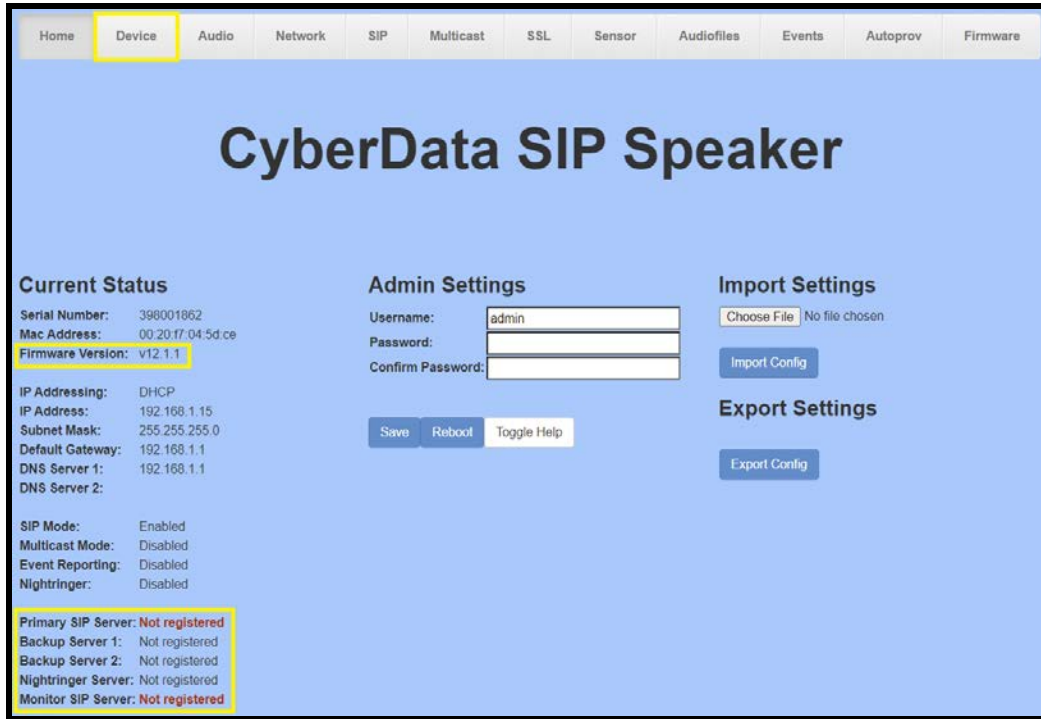 Home Device Audio Network SIP Multicast SSL Sensor Audiofiles Events Autoprov Firmware
CyberData SIP Speaker
Current Status
Serial Number: 398001862
Mac Address: 00:20:f7:04:5d:ce
Firmware Version: v12.1.1
IP Addressing: DHCP
IP Address: 192.168.1.15
Subnet Mask: 255.255.255.0
Default Gateway: 192.168.1.1
DNS Server 1: 192.168.1.1
DNS Server 2:
SIP Mode: Enabled
Multicast Mode: Disabled
Event Reporting: Disabled
Nightringer: Disabled
Primary SIP Server: Not registered
Backup Server 1: Not registered
Backup Server 2: Not registered
Nightringer Server: Not registered
Monitor SIP Server: Not registered
Admin Settings
Username: admin
Password:
Confirm Password:
Save Reboot Toggle Help
Import Settings
Choose File No file chosen
Import Config
Export Settings
Export Config